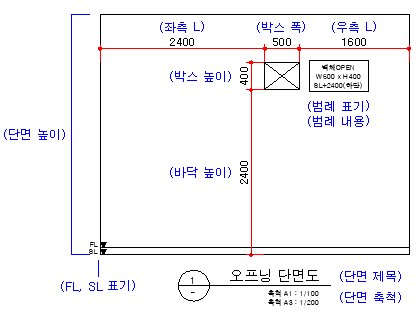 (좌측 L) (박스 폭) (우측 L)
2400 500 1600
(박스 높이) 400
벽체OPEN
W600 x H400
SL+2400(하단)
(범례 표기)
(범례 내용)
(단면 높이)
(바닥 높이) 2400
FL
SL
(FL, SL 표기)
1
-
오프닝 단면도 (단면 제목)
축척 A1 : 1/100
축척 A3 : 1/200
(단면 축척)